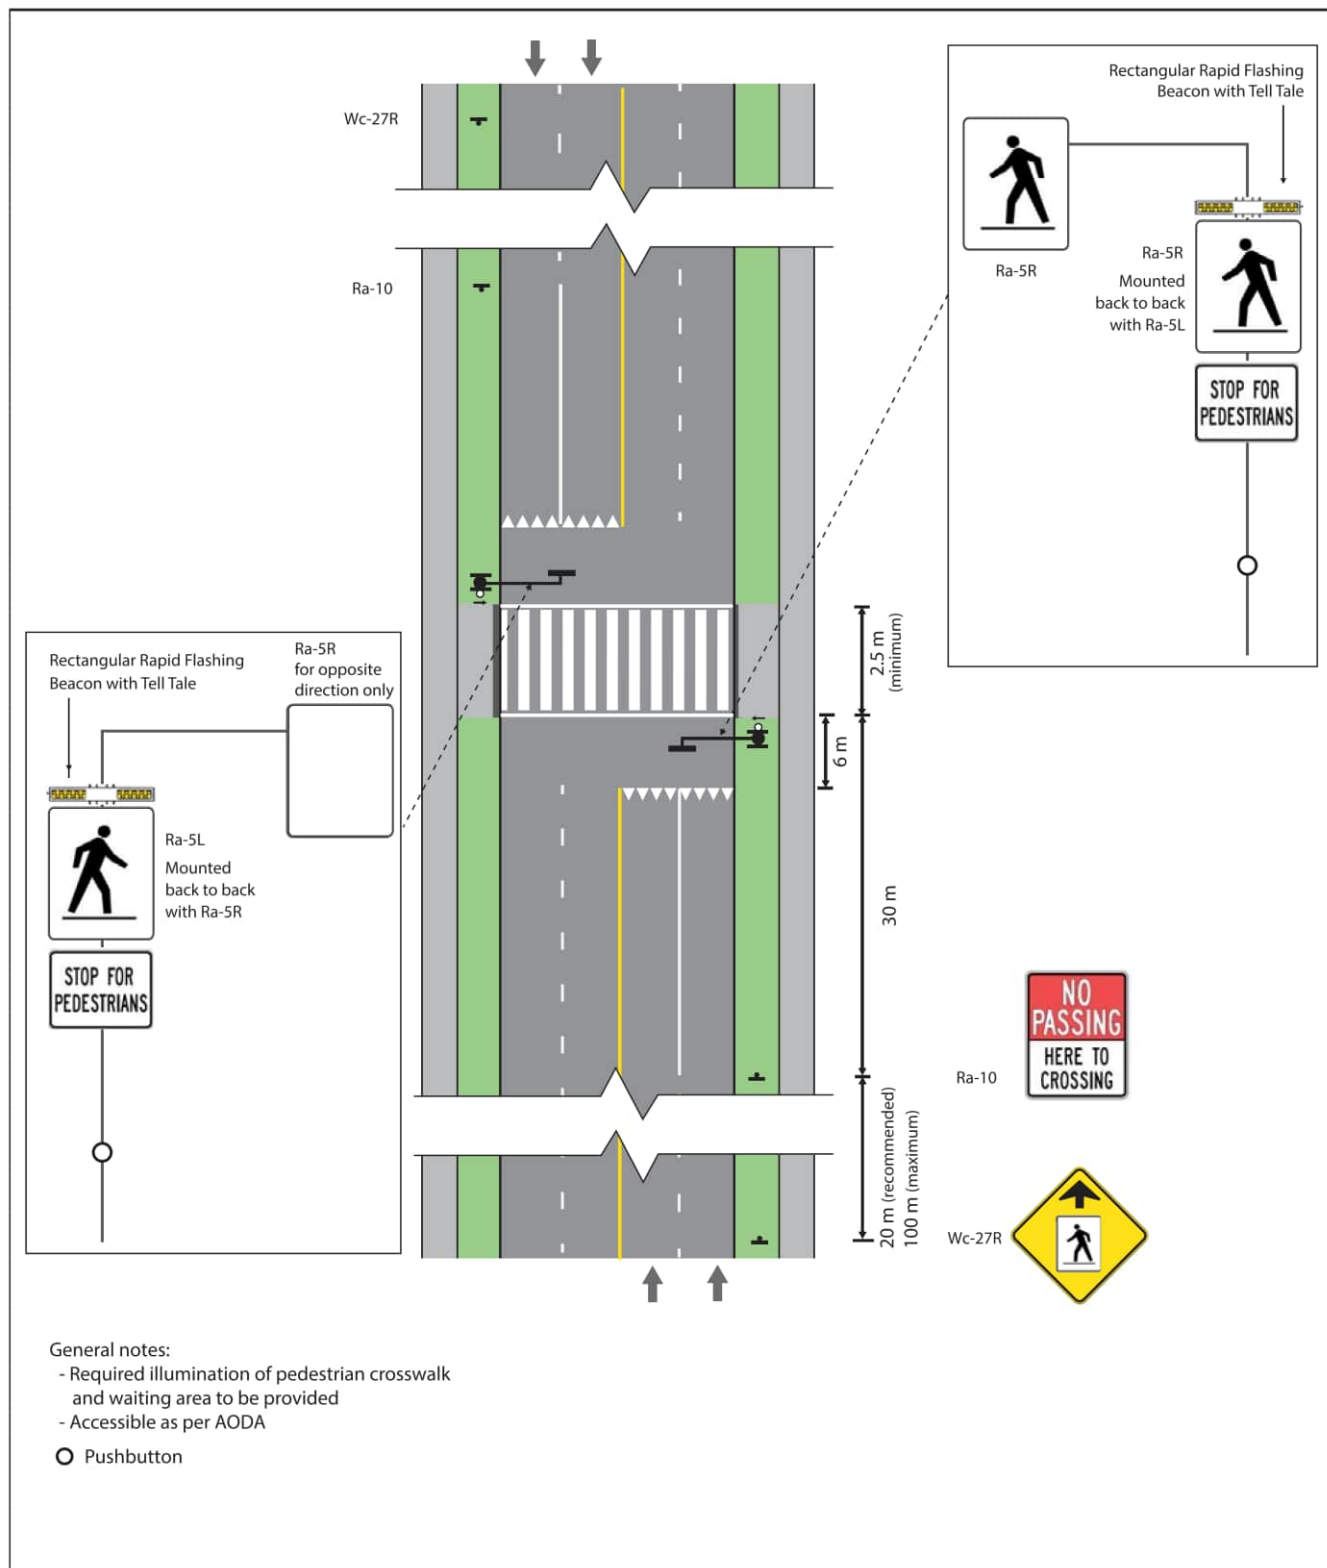 Wc-27R
Ra-10
Rectangular Rapid Flashing
Beacon with Tell Tale
Ra-5R
Ra-5R
Mounted
back to back
with Ra-5L
STOP FOR
PEDESTRIANS
Rectangular Rapid Flashing
Beacon with Tell Tale
Ra-5R
for opposite
direction only
Ra-5L
Mounted
back to back
with Ra-5R
STOP FOR
PEDESTRIANS
2.5 m
(minimum)
6 m
30 m
20 m (recommended)
100 m (maximum)
Ra-10
NO
PASSING
HERE TO
CROSSING
Wc-27R
General notes:
- Required illumination of pedestrian crosswalk
and waiting area to be provided
- Accessible as per AODA
Pushbutton